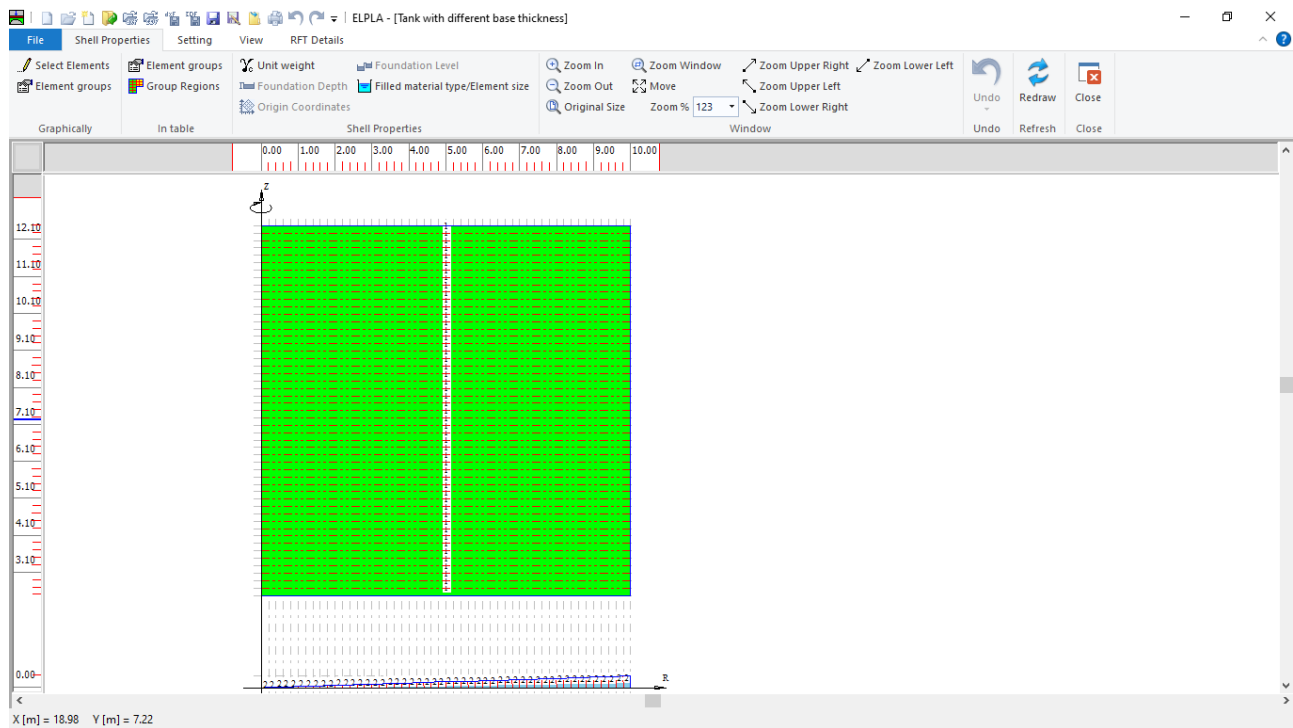 ELPLA - [Tank with different base thickness]
File Shell Properties Setting View RFT Details
Select Elements Element groups Unit weight Foundation Level Zoom In Zoom Window Zoom Upper Right Zoom Lower Left
Element groups Group Regions Foundation Depth Filled material type/Element size Zoom Out Move Zoom Upper Left Undo Redraw Close
Origin Coordinates Original Size Zoom % 123 Zoom Lower Right
Graphically In table Shell Properties Window Undo Refresh Close
0.00 1.00 2.00 3.00 4.00 5.00 6.00 7.00 8.00 9.00 10.00
Z
12.10
11.10
10.10
9.10
8.10
7.10
6.10
5.10
4.10
3.10
0.00
R
X [m] = 18.98 Y [m] = 7.22